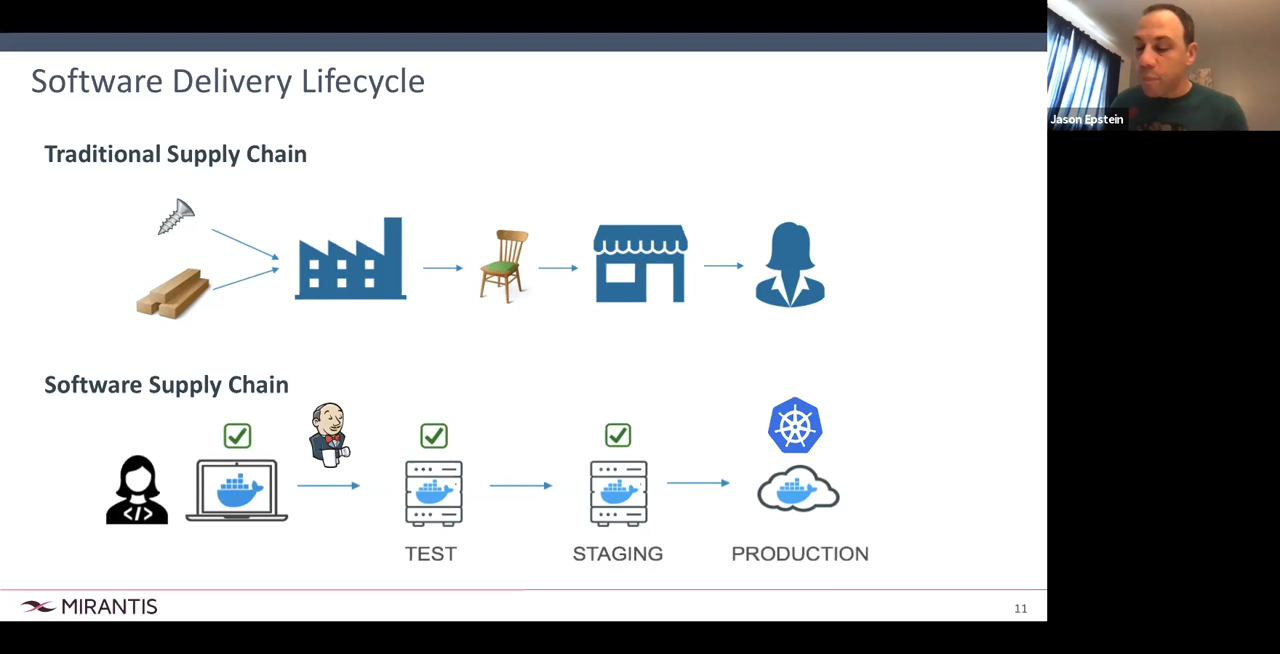 Software Delivery Lifecycle
Jason Epstein
Traditional Supply Chain
Software Supply Chain
</>
TEST
STAGING
PRODUCTION
MIRANTIS
11